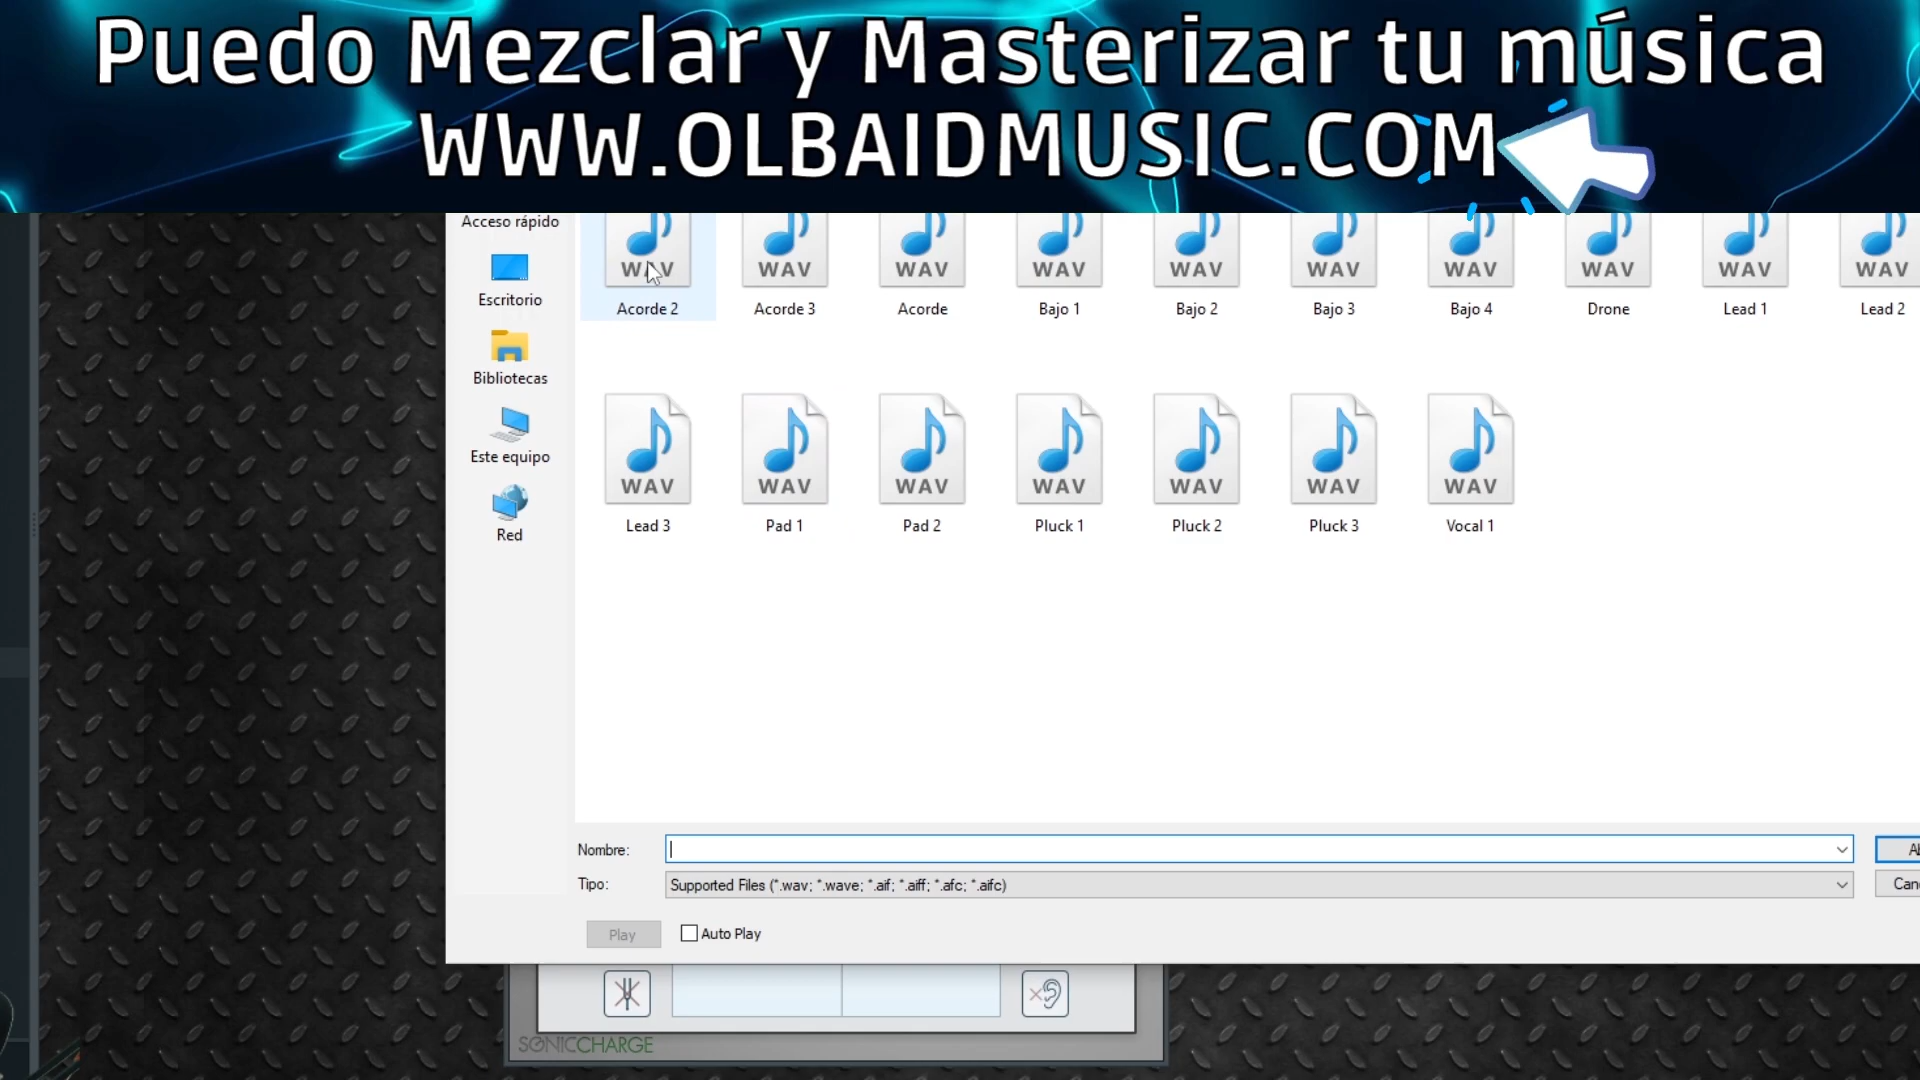 Puedo Mezclar y Masterizar tu música
WWW.OLBAIDMUSIC.COM
Acceso rápido
WAV WAV WAV WAV WAV WAV WAV WAV WAV WAV
Escritorio
Acorde 2 Acorde 3 Acorde Bajo 1 Bajo 2 Bajo 3 Bajo 4 Drone Lead 1 Lead 2
Bibliotecas
Este equipo
WAV WAV WAV WAV WAV WAV WAV
Lead 3 Pad 1 Pad 2 Pluck 1 Pluck 2 Pluck 3 Vocal 1
Red
Nombre:
Tipo: Supported Files (*.wav; *.wave; *.aif; *.aiff; *.afc; *.aifc)
Play Auto Play
SONICCHARGE